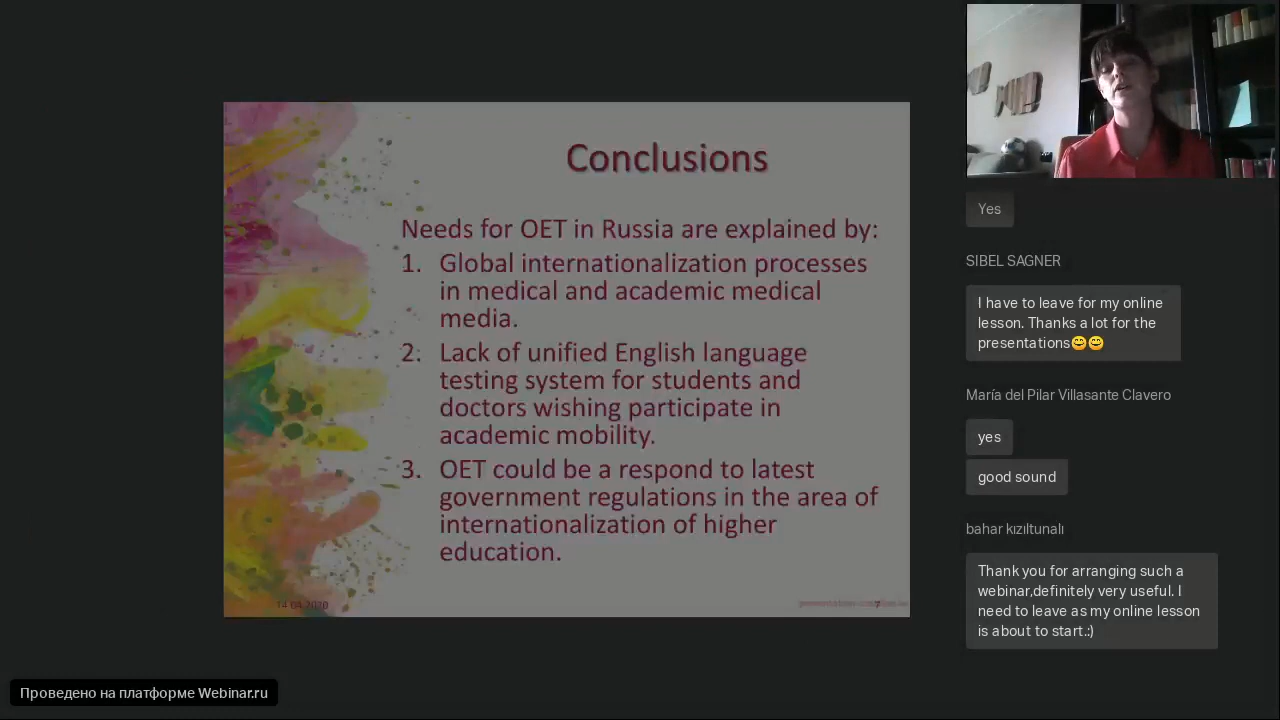 Conclusions
Needs for OET in Russia are explained by:
1. Global internationalization processes
in medical and academic medical
media.
2. Lack of unified English language
testing system for students and
doctors wishing participate in
academic mobility.
3. OET could be a respond to latest
government regulations in the area of
internationalization of higher
education.
14.04.2020
7
Yes
SIBEL SAGNER
I have to leave for my online
lesson. Thanks a lot for the
presentations😄😄
María del Pilar Villasante Clavero
yes
good sound
bahar kızıltunalı
Thank you for arranging such a
webinar,definitely very useful. I
need to leave as my online lesson
is about to start.:)
Проведено на платформе Webinar.ru